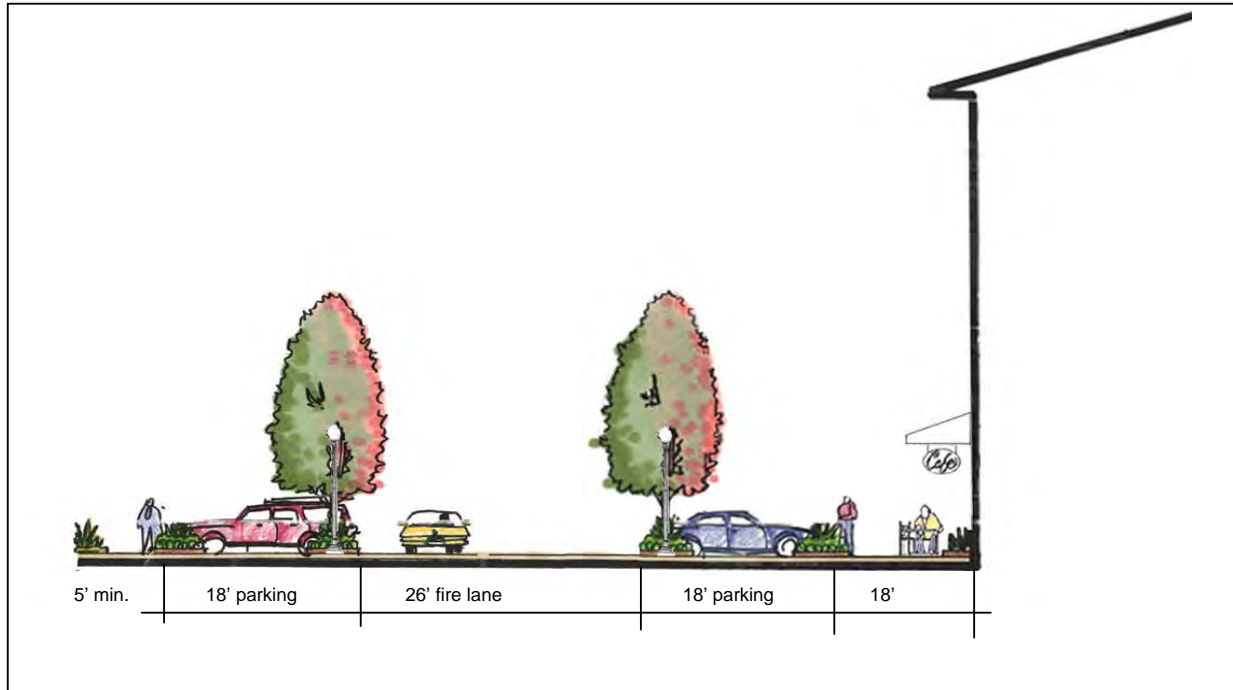 Cafe
5’ min.
18’ parking
26’ fire lane
18’ parking
18’